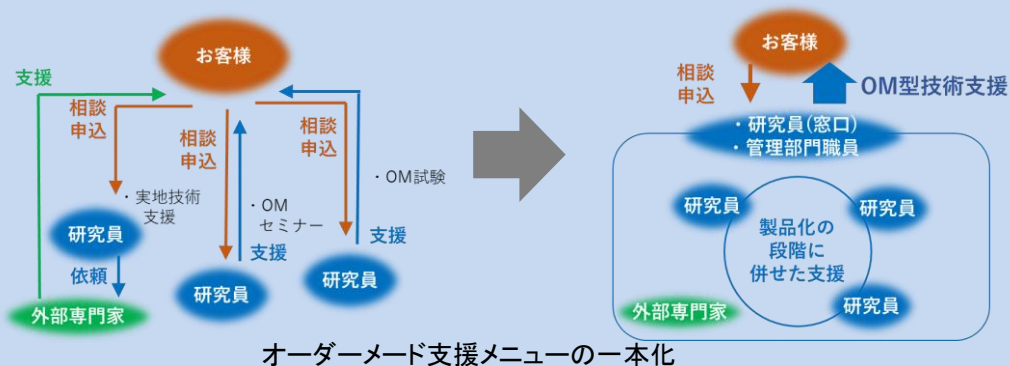 お客様
支援
相談
申込
相談
申込
相談
申込
・実地技術
支援
・OM
セミナー
・OM試験
研究員
支援
支援
依頼
研究員
研究員
外部専門家
お客様
相談
申込
OM型技術支援
・研究員(窓口)
・管理部門職員
研究員
研究員
製品化の
段階に
併せた支援
研究員
外部専門家
オーダーメード支援メニューの一本化